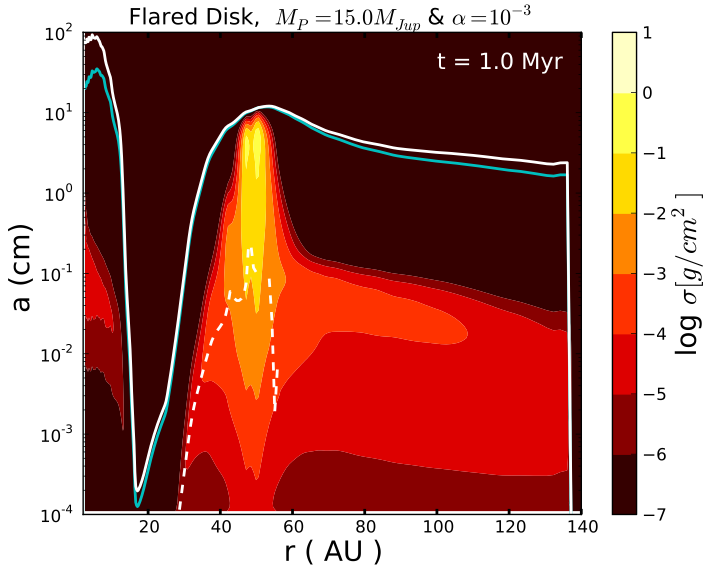 Flared Disk, M_P = 15.0M_{Jup} & α = 10^{-3}
t = 1.0 Myr
a (cm)
10^2
10^1
10^0
10^{-1}
10^{-2}
10^{-3}
10^{-4}
20 40 60 80 100 120 140
r ( AU )
1
0
−1
−2
−3
−4
−5
−6
−7
log σ[g/cm^2]